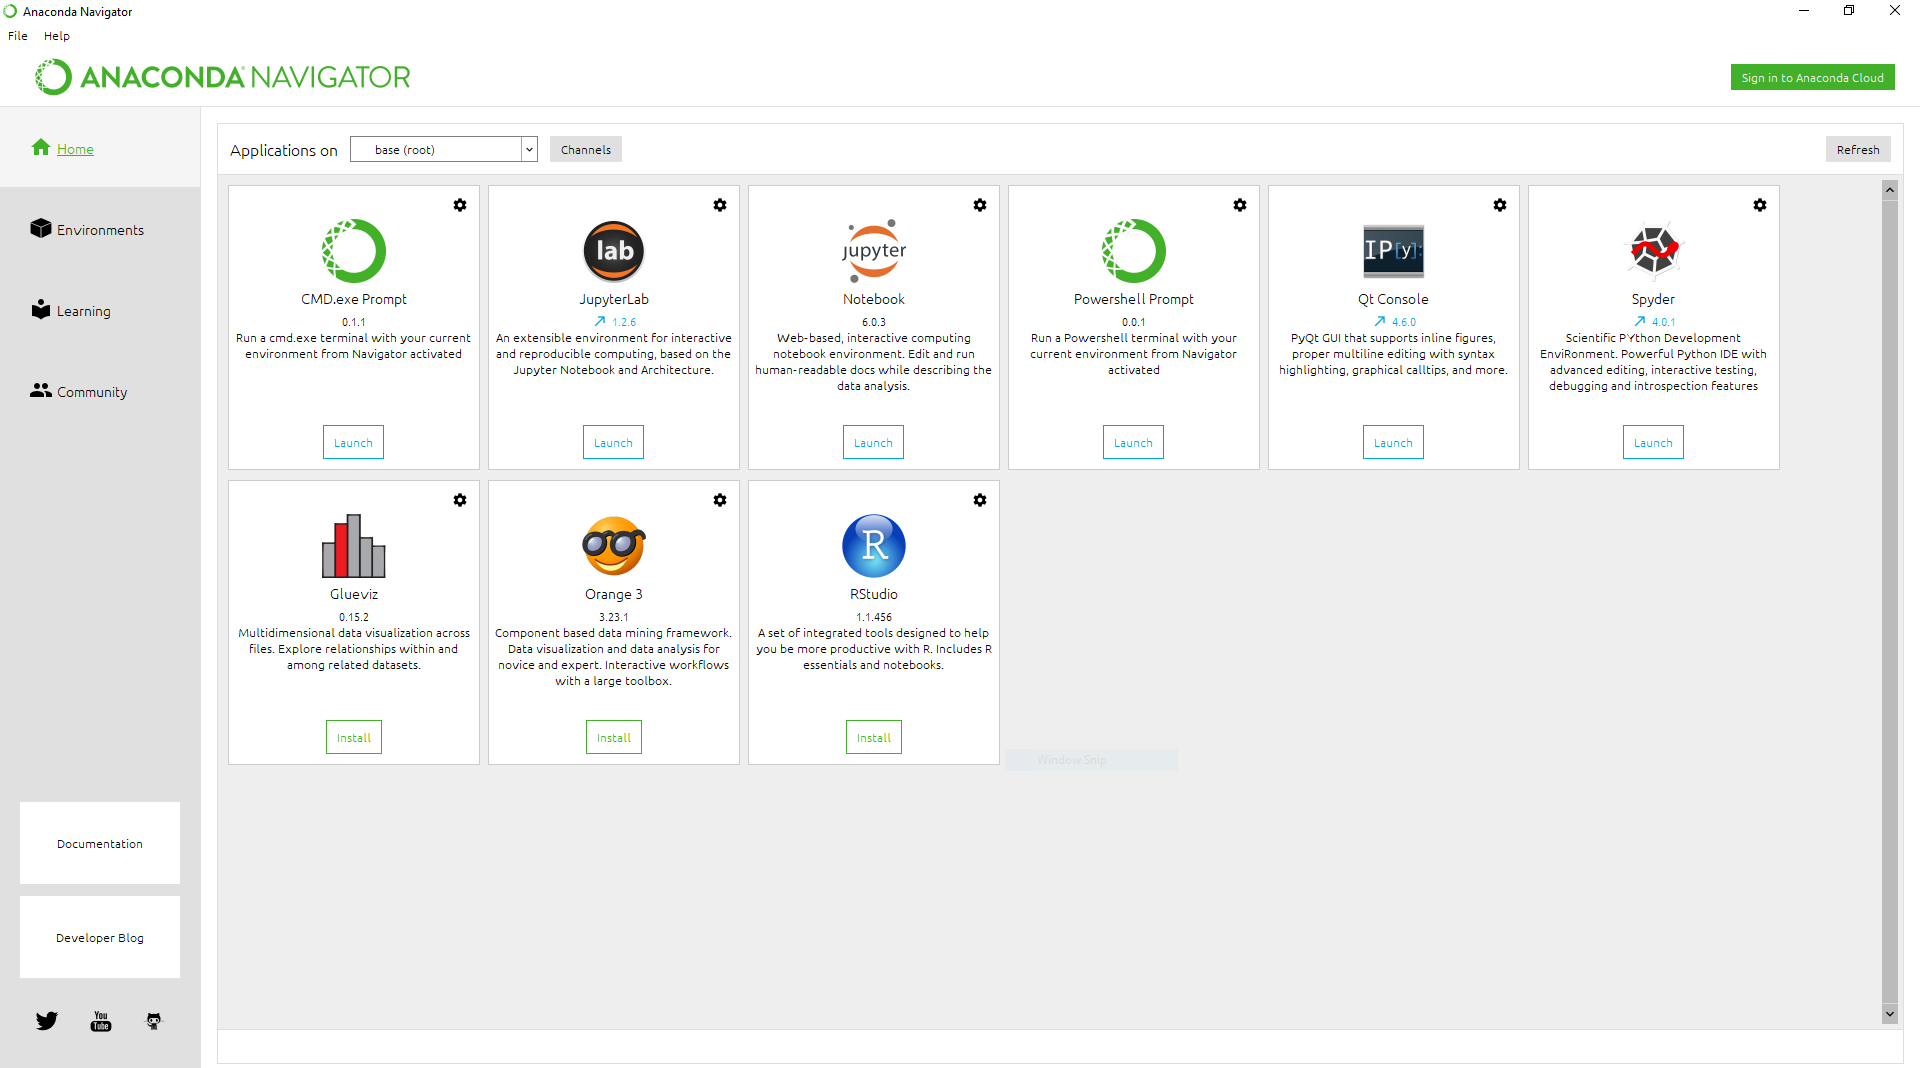 Anaconda Navigator
File Help
ANACONDA NAVIGATOR
Sign in to Anaconda Cloud
Home
Environments
Learning
Community
Documentation
Developer Blog
You
Tube
Applications on base (root) Channels Refresh
lab
jupyter
IP[y]:
CMD.exe Prompt
0.1.1
Run a cmd.exe terminal with your current
environment from Navigator activated
Launch
JupyterLab
1.2.6
An extensible environment for interactive
and reproducible computing, based on the
Jupyter Notebook and Architecture.
Launch
Notebook
6.0.3
Web-based, interactive computing
notebook environment. Edit and run
human-readable docs while describing the
data analysis.
Launch
Powershell Prompt
0.0.1
Run a Powershell terminal with your
current environment from Navigator
activated
Launch
Qt Console
4.6.0
PyQt GUI that supports inline figures,
proper multiline editing with syntax
highlighting, graphical calltips, and more.
Launch
Spyder
4.0.1
Scientific PYthon Development
EnviRonment. Powerful Python IDE with
advanced editing, interactive testing,
debugging and introspection features
Launch
Glueviz
0.15.2
Multidimensional data visualization across
files. Explore relationships within and
among related datasets.
Install
Orange 3
3.23.1
Component based data mining framework.
Data visualization and data analysis for
novice and expert. Interactive workflows
with a large toolbox.
Install
R
RStudio
1.1.456
A set of integrated tools designed to help
you be more productive with R. Includes R
essentials and notebooks.
Install
Window Snip